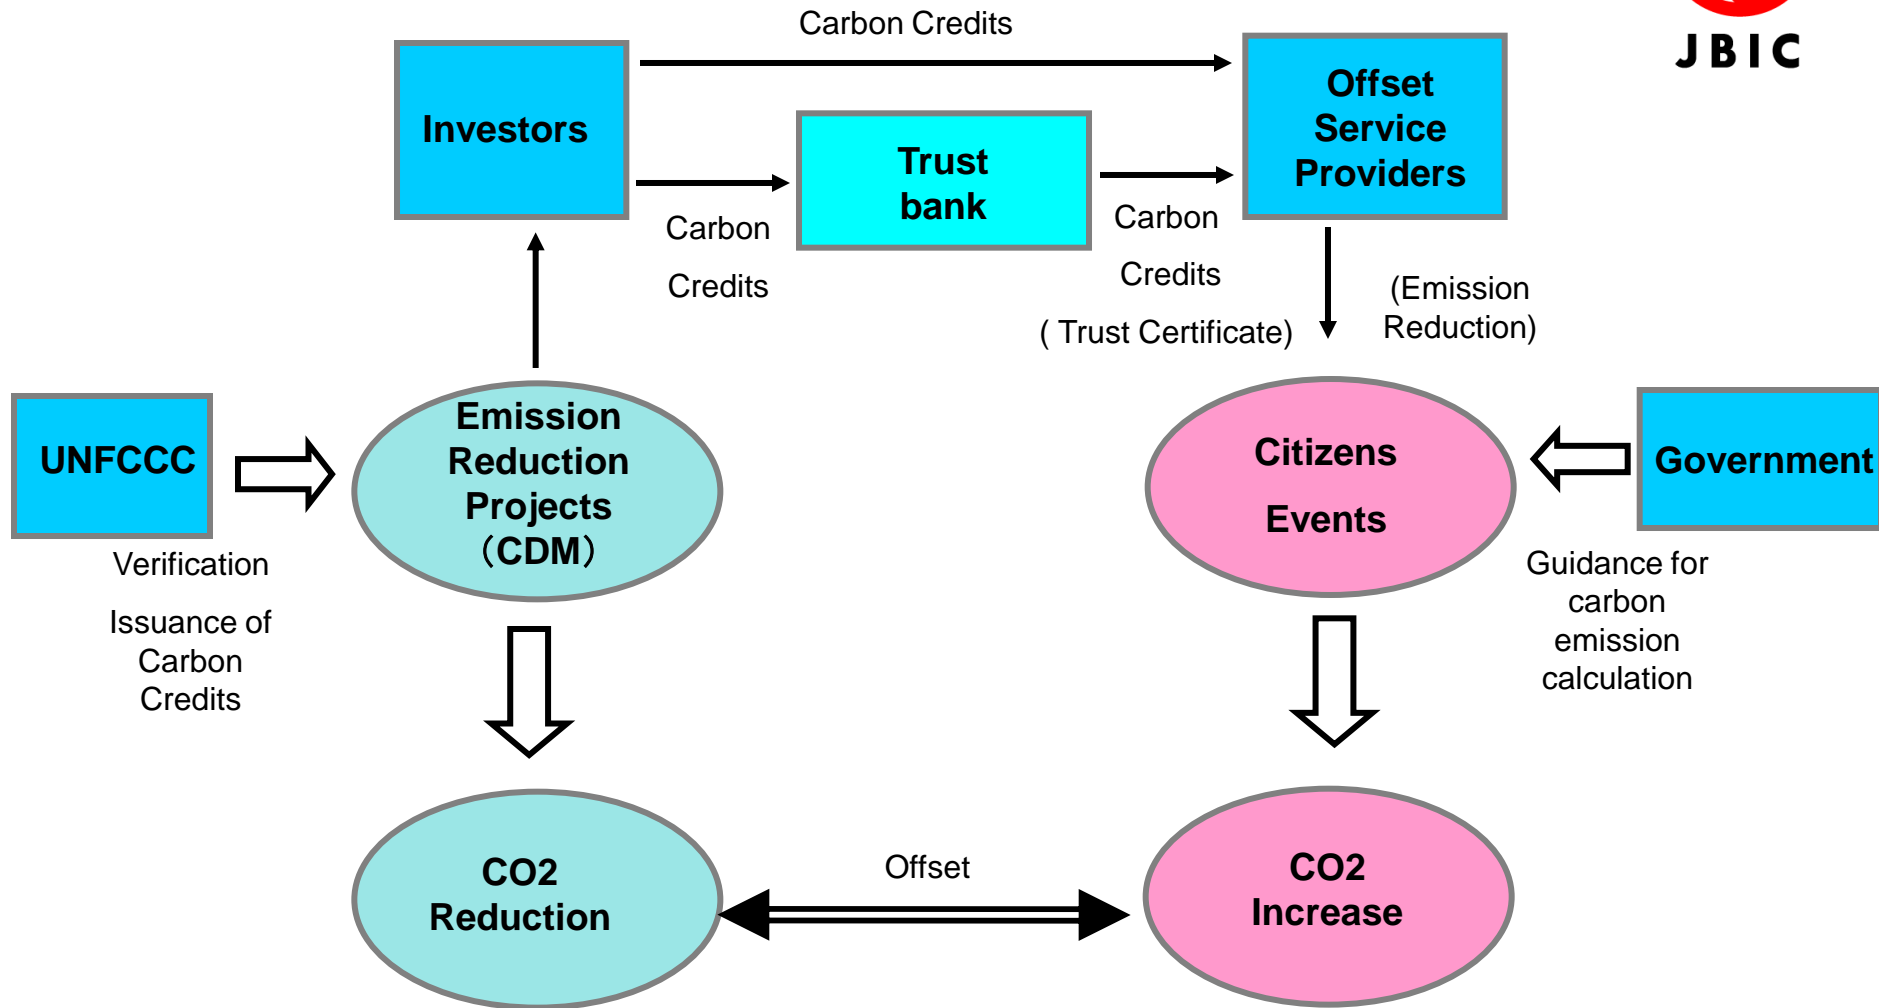 Carbon Credits
JBIC
Investors
Trust
bank
Offset
Service
Providers
Carbon
Credits
Carbon
Credits
( Trust Certificate)
(Emission
Reduction)
UNFCCC
Emission
Reduction
Projects
（CDM）
Citizens
Events
Government
Verification
Issuance of
Carbon
Credits
Guidance for
carbon
emission
calculation
CO2
Reduction
Offset
CO2
Increase